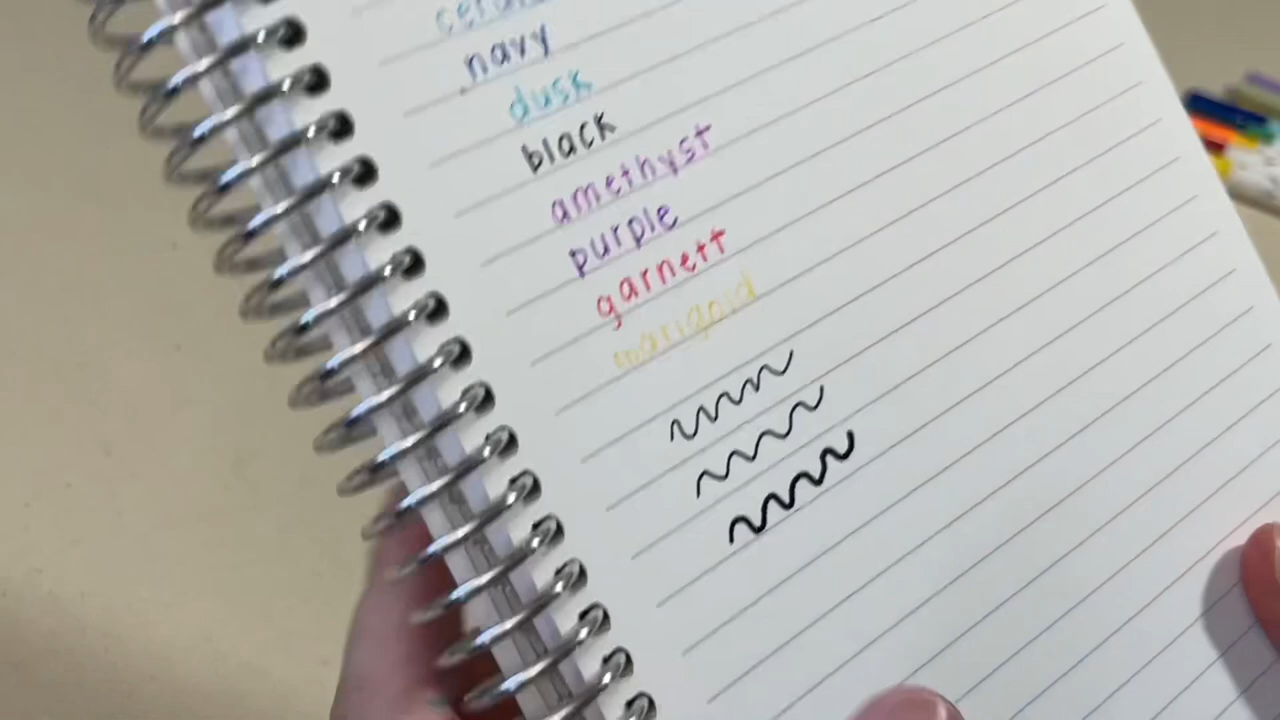 navy
dusk
black
amethyst
purple
garnett
marigold